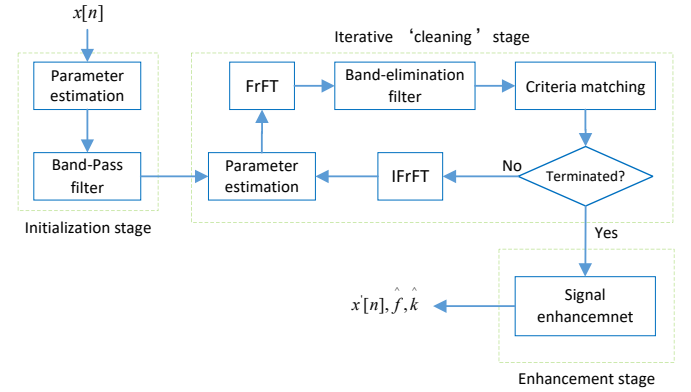 x[n]
Iterative ‘cleaning’ stage
Parameter
estimation
FrFT
Band-elimination
filter
Criteria matching
Band-Pass
filter
Parameter
estimation
IFrFT
No
Terminated?
Initialization stage
Yes
Signal
enhancemnet
x'[n], f̂, k̂
Enhancement stage